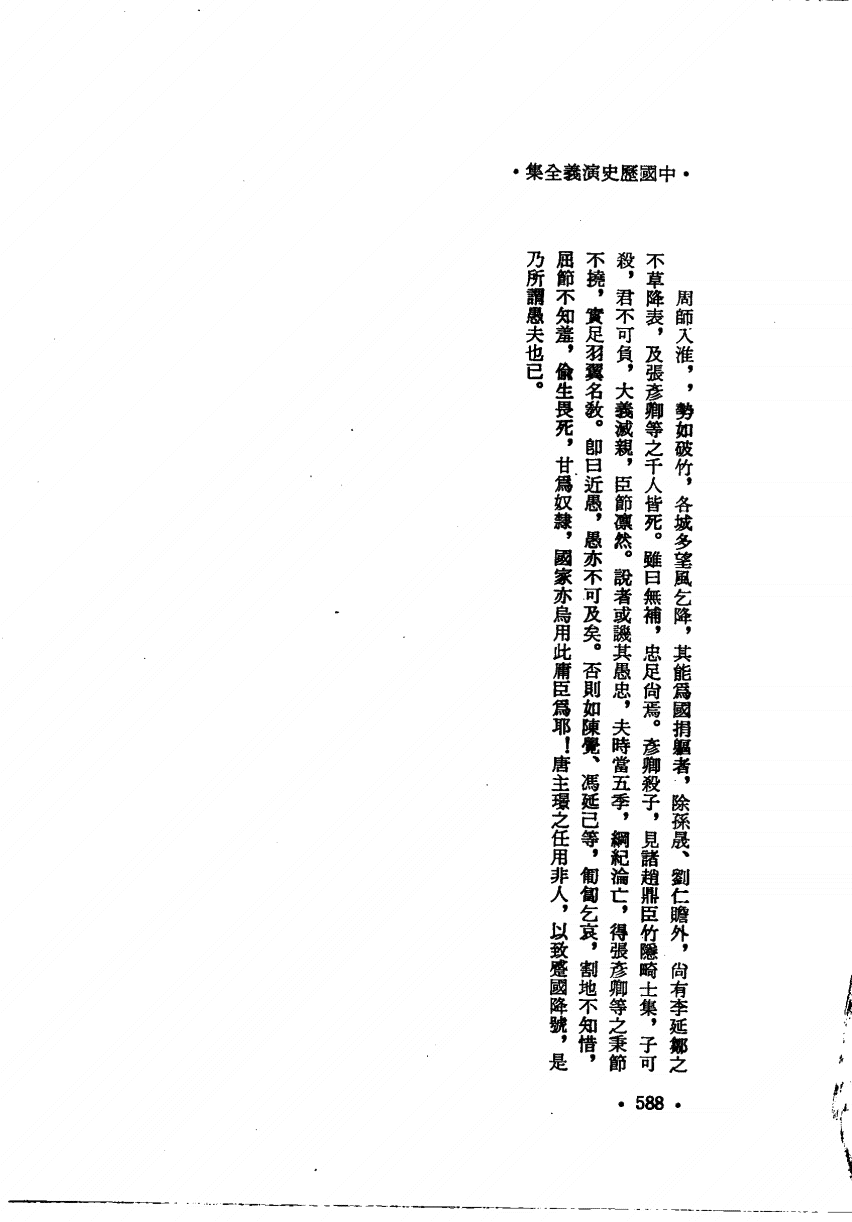 ·中國歷史演義全集·
周師入淮，，勢如破竹，各城多望風乞降，其能爲國捐軀者，除孫晟、劉仁贍外，尙有李延鄒之
不草降表，及張彥卿等之千人皆死。雖曰無補，忠足尙焉。彥卿殺子，見諸趙鼎臣竹隱畸士集，子可
殺，君不可負，大義滅親，臣節凛然。說者或譏其愚忠，夫時當五季，綱紀淪亡，得張彥卿等之秉節
不撓，實足羽翼名敎。卽曰近愚，愚亦不可及矣。否則如陳覺、馮延己等，匍匐乞哀，割地不知惜，
屈節不知羞，偸生畏死，甘爲奴隸，國家亦烏用此庸臣爲耶！唐主璟之任用非人，以致蹙國降號，是
乃所謂愚夫也已。
·588·